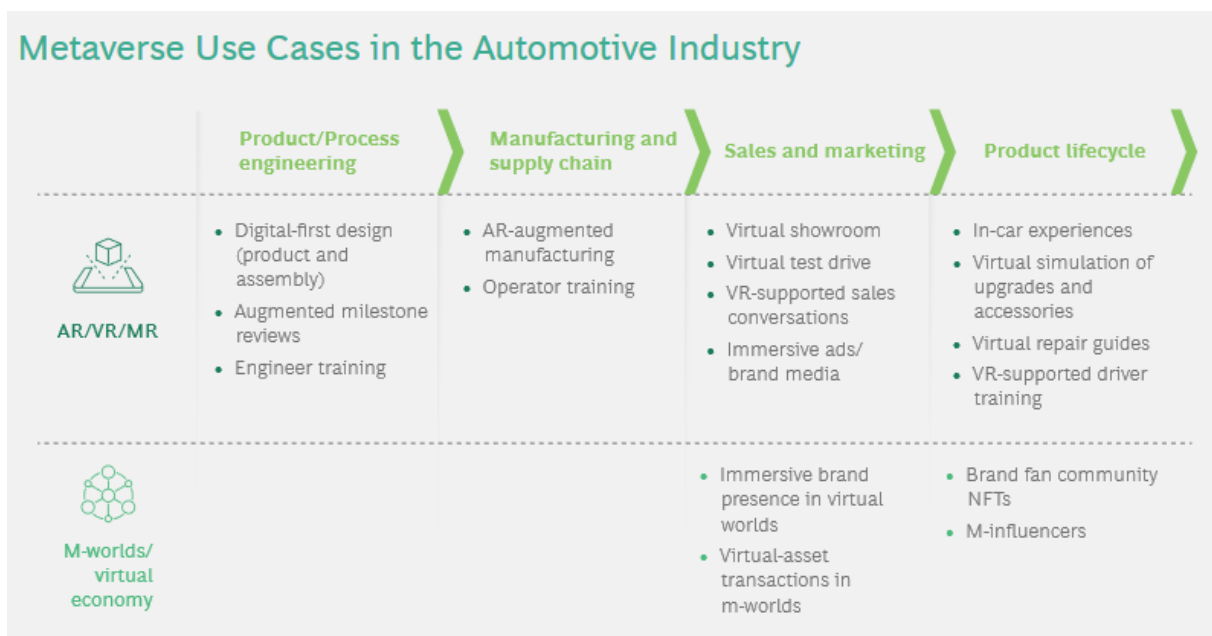 Metaverse Use Cases in the Automotive Industry
Product/Process
engineering
Manufacturing and
supply chain
Sales and marketing
Product lifecycle
AR/VR/MR
• Digital-first design
(product and
assembly)
• Augmented milestone
reviews
• Engineer training
• AR-augmented
manufacturing
• Operator training
• Virtual showroom
• Virtual test drive
• VR-supported sales
conversations
• Immersive ads/
brand media
• In-car experiences
• Virtual simulation of
upgrades and
accessories
• Virtual repair guides
• VR-supported driver
training
M-worlds/
virtual
economy
• Immersive brand
presence in virtual
worlds
• Virtual-asset
transactions in
m-worlds
• Brand fan community
NFTs
• M-influencers